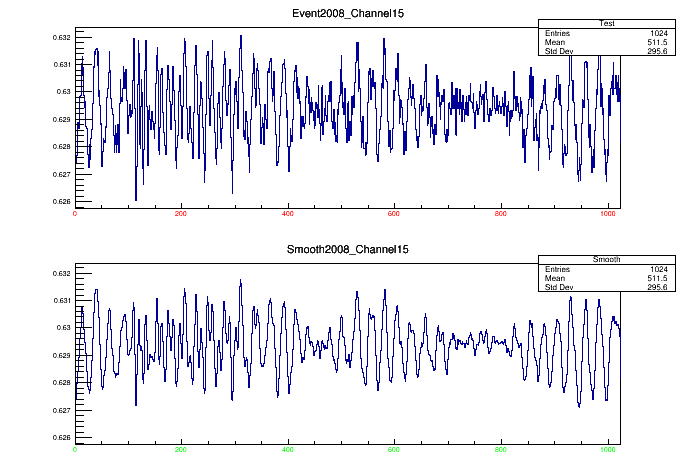 Event2008_Channel15
Test
Entries 1024
Mean 511.5
Std Dev 295.6
0.632
0.631
0.63
0.629
0.628
0.627
0.626
0 200 400 600 800 1000
Smooth2008_Channel15
Smooth
Entries 1024
Mean 511.5
Std Dev 295.6
0.632
0.631
0.63
0.629
0.628
0.627
0.626
0 200 400 600 800 1000